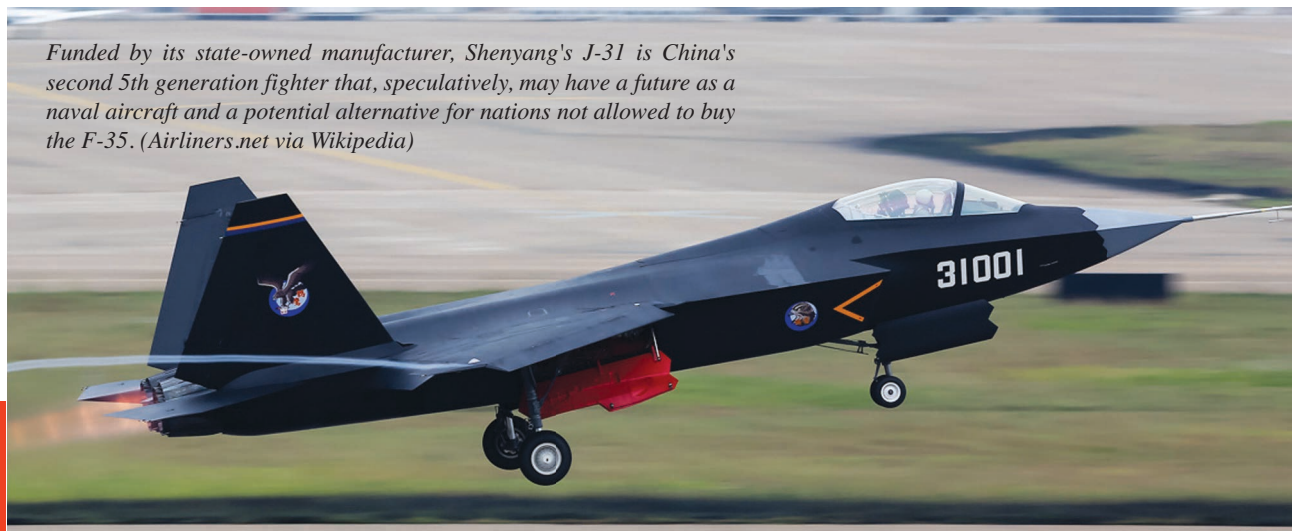 Funded by its state-owned manufacturer, Shenyang's J-31 is China's
second 5th generation fighter that, speculatively, may have a future as a
naval aircraft and a potential alternative for nations not allowed to buy
the F-35. (Airliners.net via Wikipedia)
31001